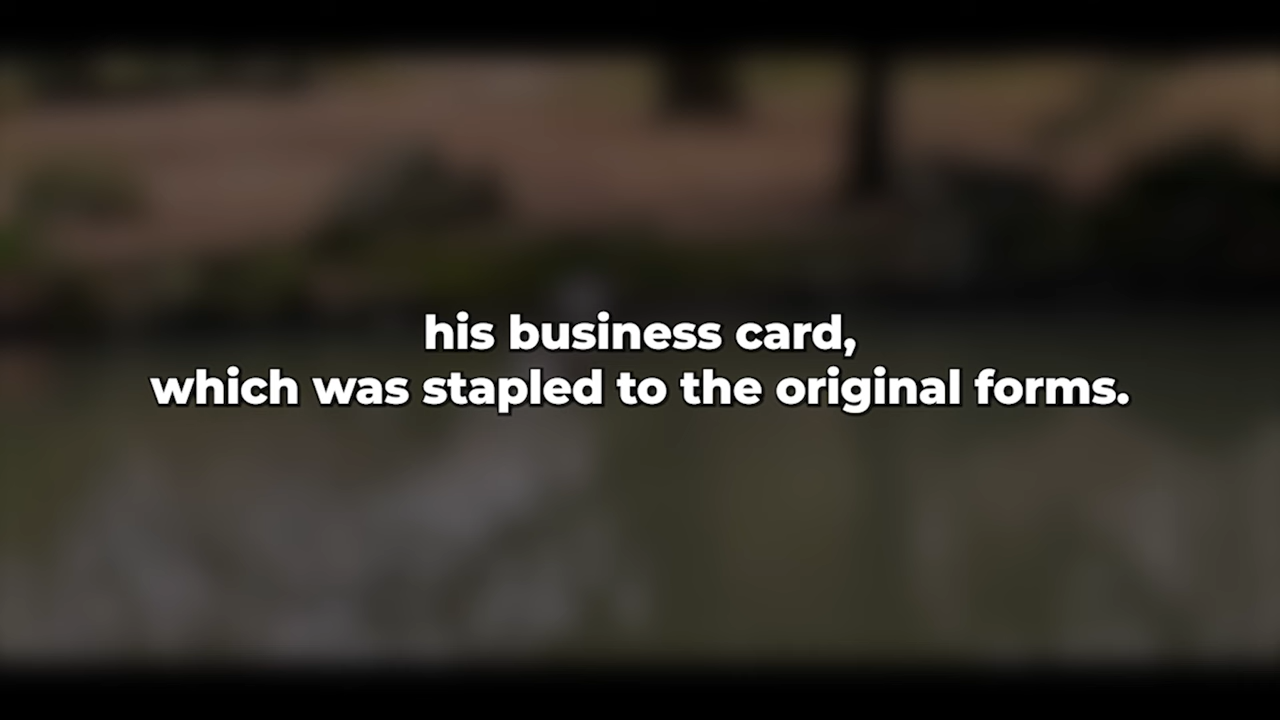 his business card,
which was stapled to the original forms.